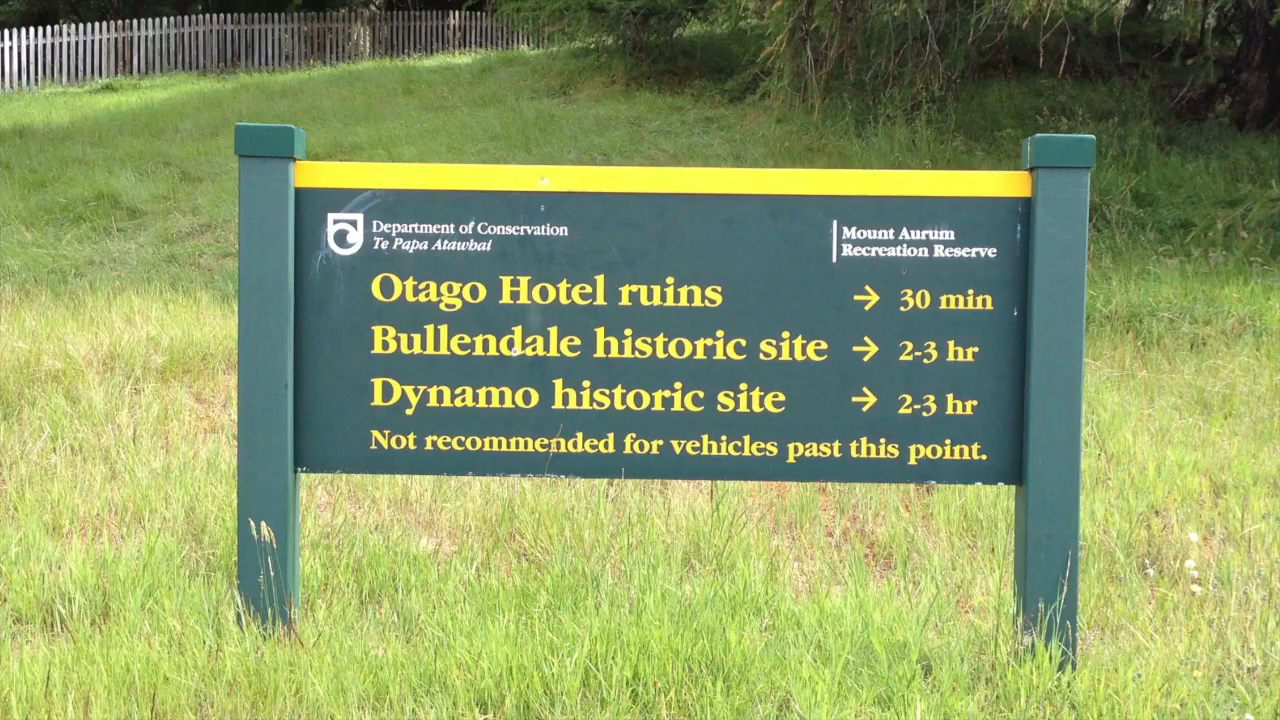 Department of Conservation
Te Papa Atawhai
Mount Aurum
Recreation Reserve
Otago Hotel ruins → 30 min
Bullendale historic site → 2-3 hr
Dynamo historic site → 2-3 hr
Not recommended for vehicles past this point.